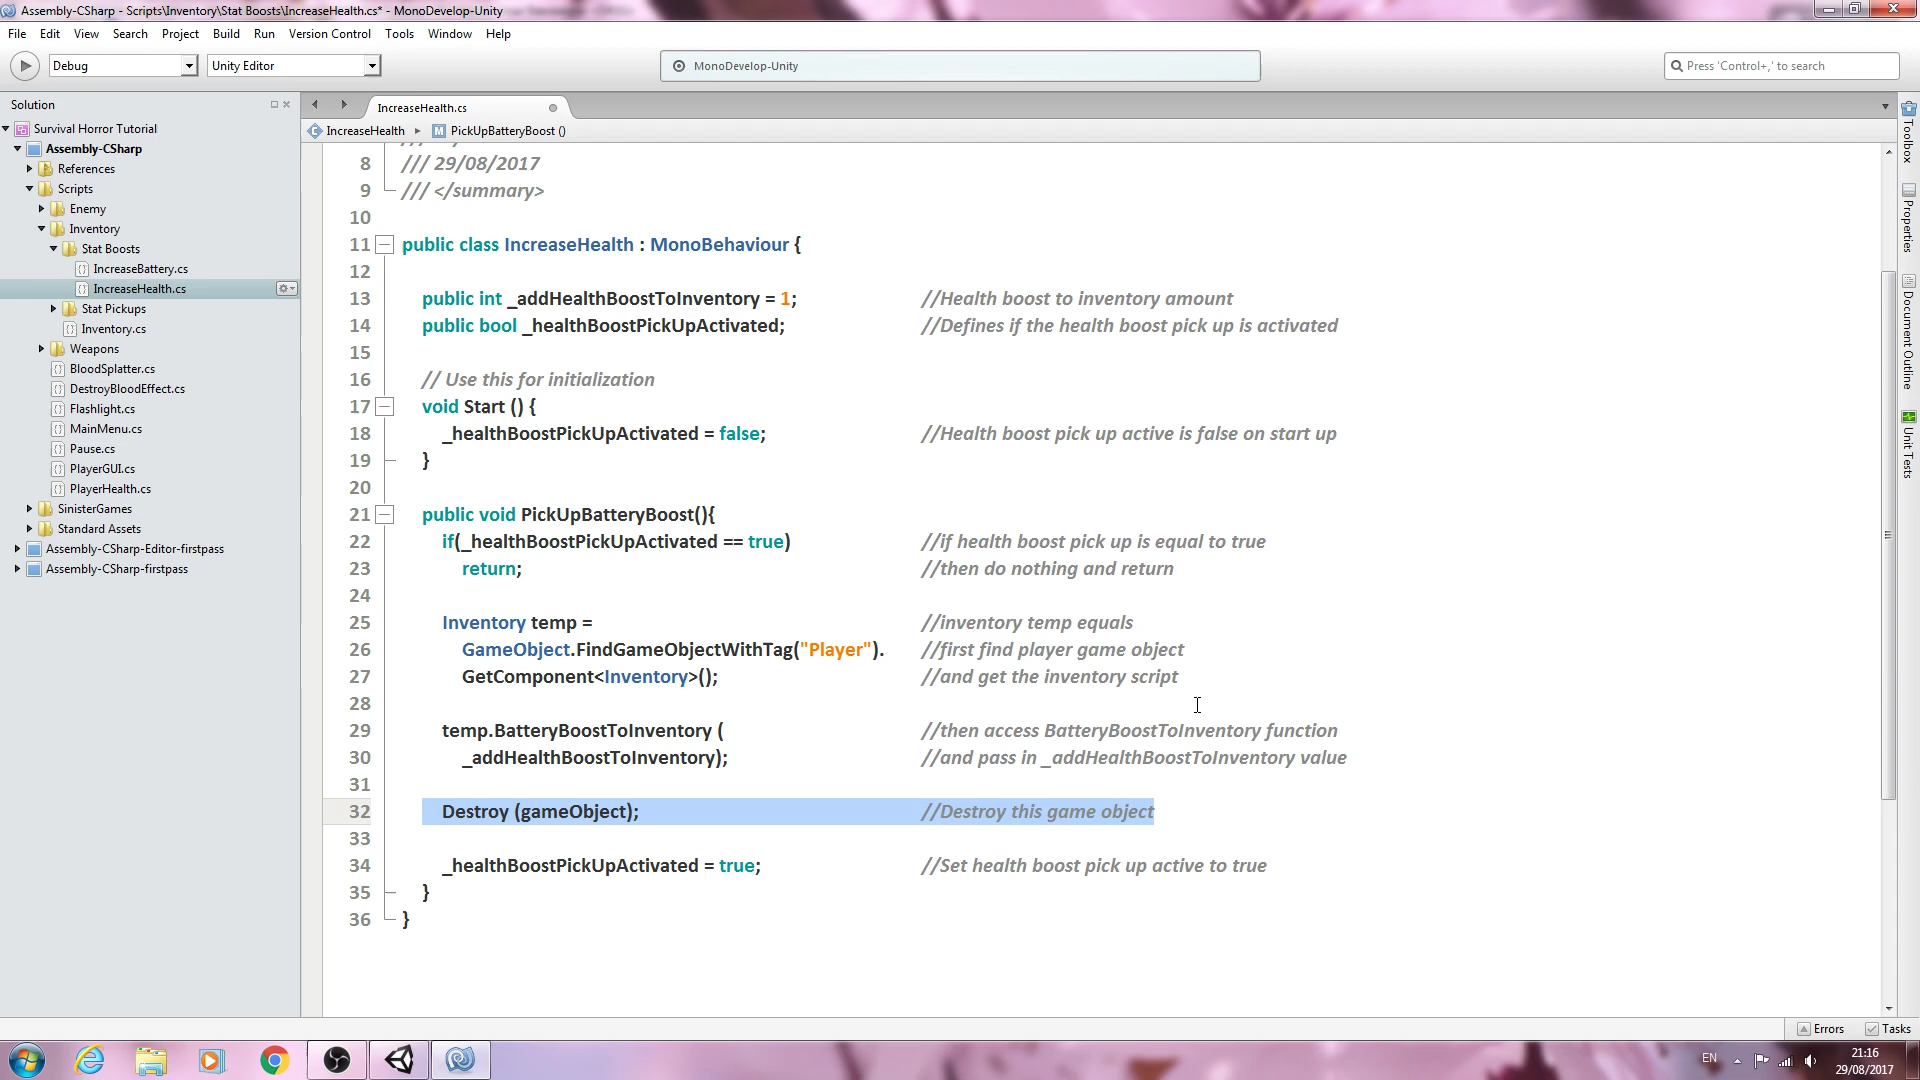 Assembly-CSharp - Scripts\Inventory\Stat Boosts\IncreaseHealth.cs* - MonoDevelop-Unity
File Edit View Search Project Build Run Version Control Tools Window Help
Debug Unity Editor MonoDevelop-Unity Press 'Control+,' to search
Solution
Survival Horror Tutorial
Assembly-CSharp
References
Scripts
Enemy
Inventory
Stat Boosts
IncreaseBattery.cs
IncreaseHealth.cs
Stat Pickups
Inventory.cs
Weapons
BloodSplatter.cs
DestroyBloodEffect.cs
Flashlight.cs
MainMenu.cs
Pause.cs
PlayerGUI.cs
PlayerHealth.cs
SinisterGames
Standard Assets
Assembly-CSharp-Editor-firstpass
Assembly-CSharp-firstpass
IncreaseHealth.cs
IncreaseHealth PickUpBatteryBoost ()
8 /// 29/08/2017
9 /// </summary>
10
11 public class IncreaseHealth : MonoBehaviour {
12
13 public int _addHealthBoostToInventory = 1; //Health boost to inventory amount
14 public bool _healthBoostPickUpActivated; //Defines if the health boost pick up is activated
15
16 // Use this for initialization
17 void Start () {
18 _healthBoostPickUpActivated = false; //Health boost pick up active is false on start up
19 }
20
21 public void PickUpBatteryBoost(){
22 if(_healthBoostPickUpActivated == true) //if health boost pick up is equal to true
23 return; //then do nothing and return
24
25 Inventory temp = //inventory temp equals
26 GameObject.FindGameObjectWithTag("Player"). //first find player game object
27 GetComponent<Inventory>(); //and get the inventory script
28
29 temp.BatteryBoostToInventory ( //then access BatteryBoostToInventory function
30 _addHealthBoostToInventory); //and pass in _addHealthBoostToInventory value
31
32 Destroy (gameObject); //Destroy this game object
33
34 _healthBoostPickUpActivated = true; //Set health boost pick up active to true
35 }
36 }
Toolbox
Properties
Document Outline
Unit Tests
Errors Tasks
EN
21:16
29/08/2017